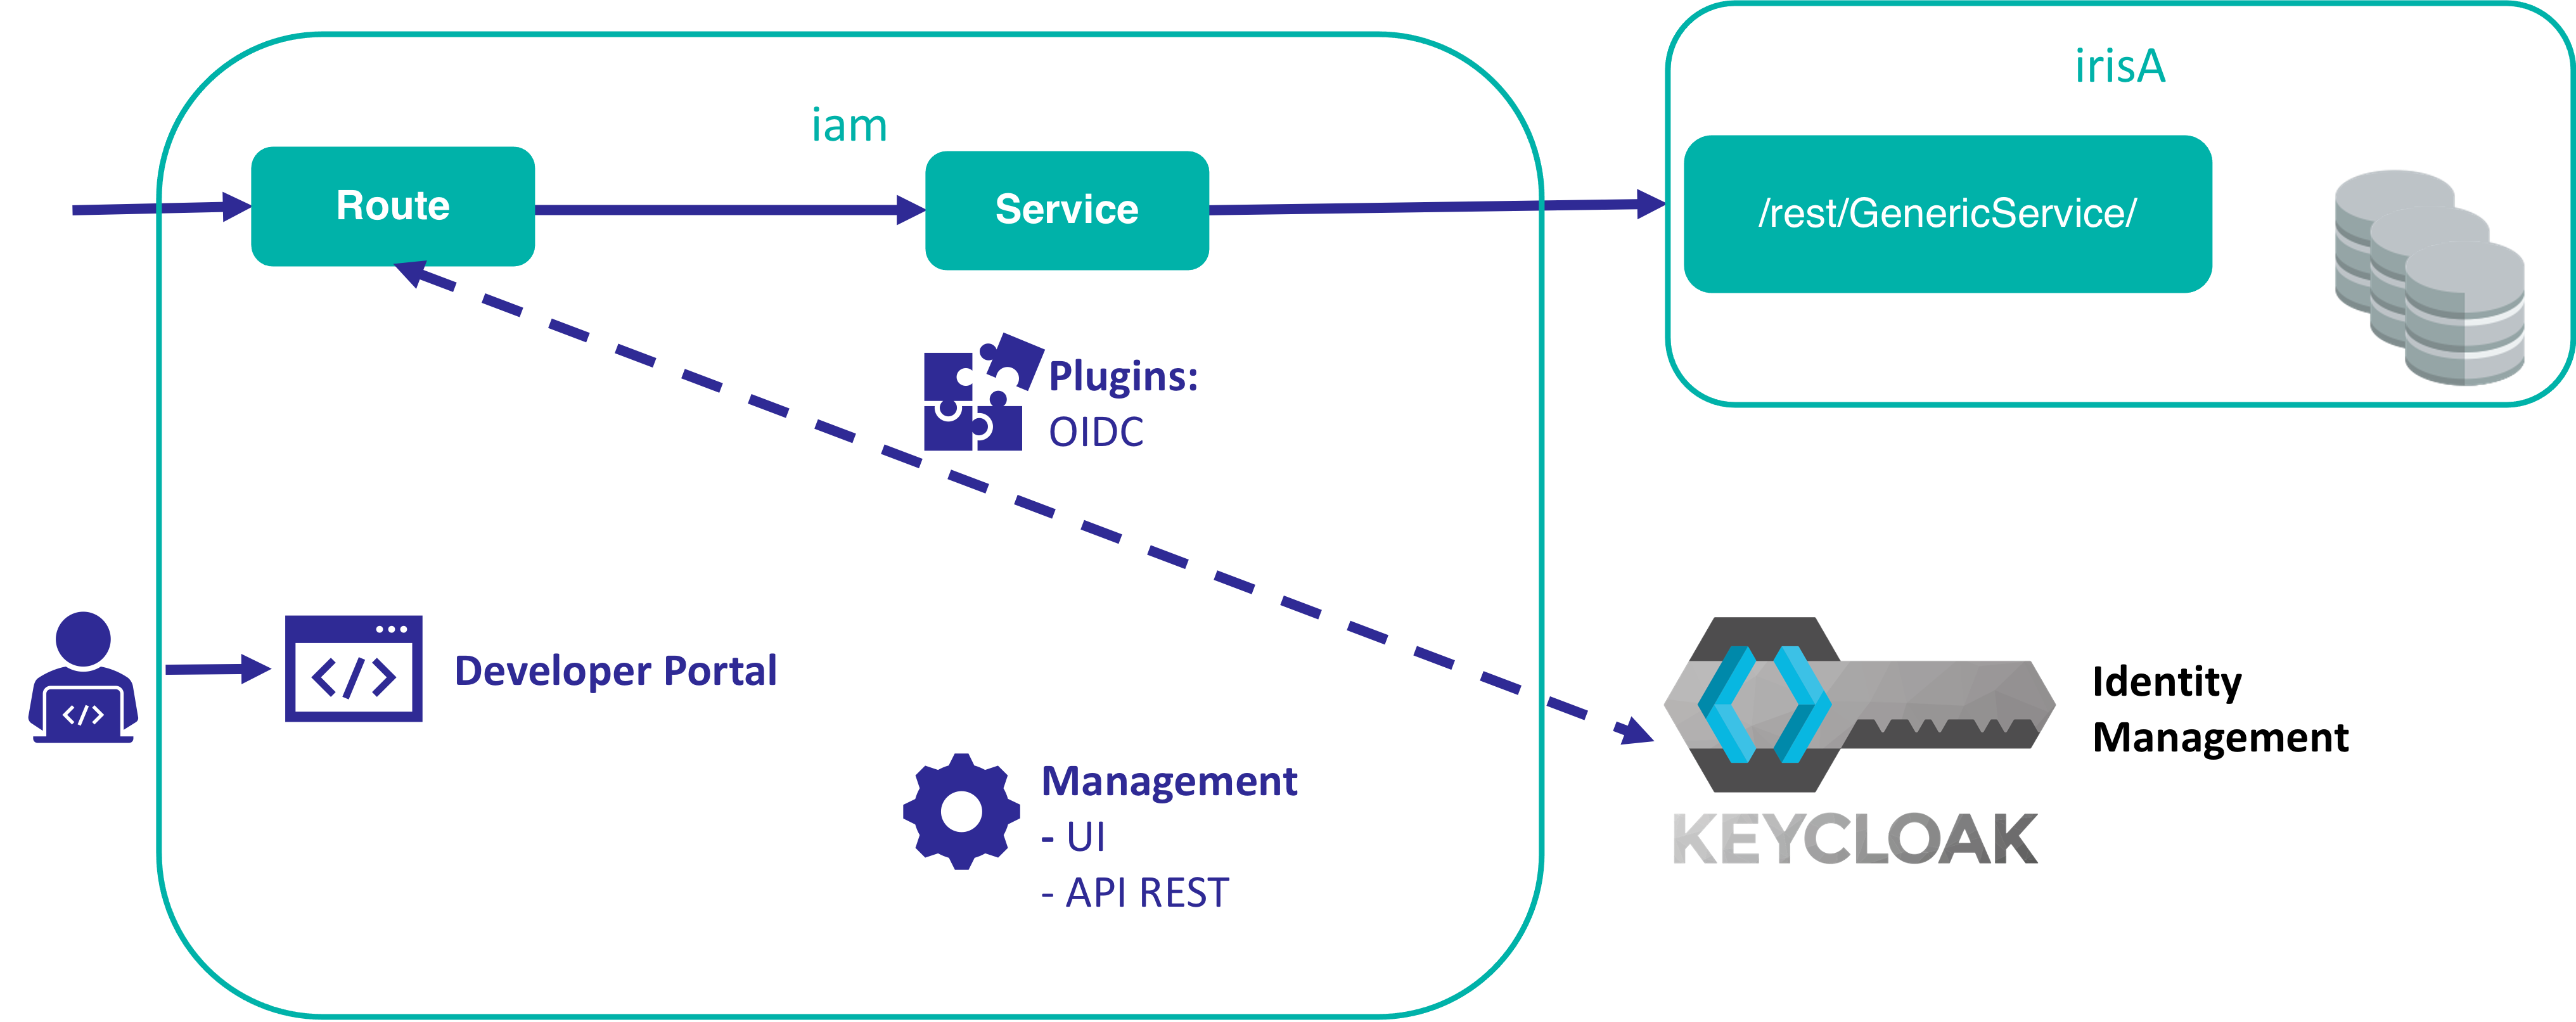 irisA
iam
Route
Service
/rest/GenericService/
Plugins:
OIDC
</>
</>
Developer Portal
Identity
Management
Management
- UI
- API REST
KEYCLOAK